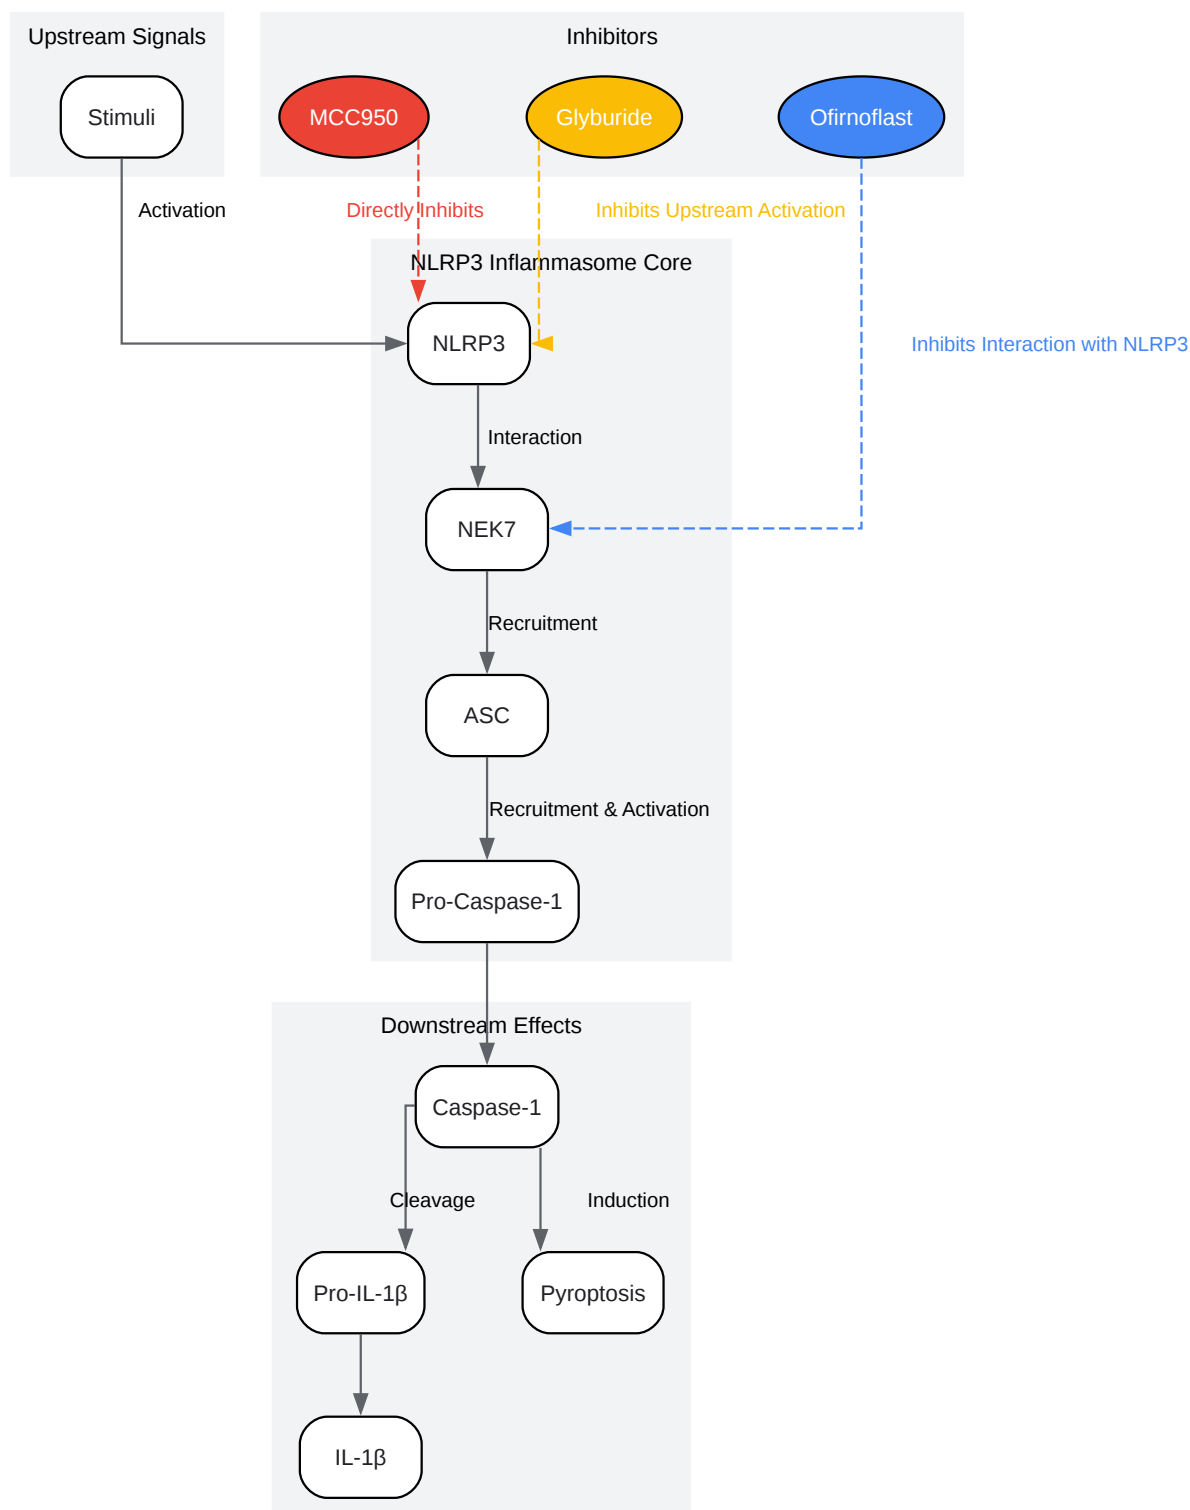 Upstream Signals
Inhibitors
Stimuli
MCC950
Glyburide
Ofirnoflast
Activation
Directly Inhibits
Inhibits Upstream Activation
NLRP3 Inflammasome Core
NLRP3
Inhibits Interaction with NLRP3
Interaction
NEK7
Recruitment
ASC
Recruitment & Activation
Pro-Caspase-1
Downstream Effects
Caspase-1
Cleavage
Induction
Pro-IL-1β
Pyroptosis
IL-1β